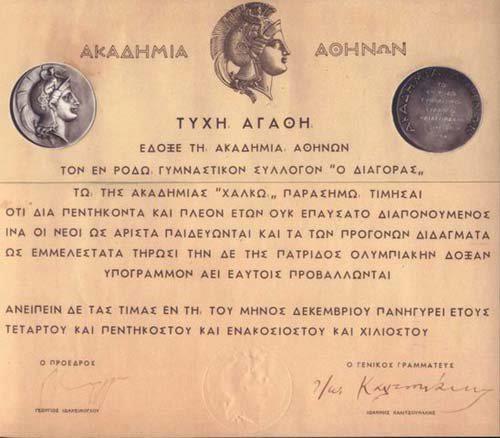 ΑΚΑΔΗΜΙΑ ΑΘΗΝΩΝ
ΤΥΧΗ, ΑΓΑΘΗ,
ΕΔΟΞΕ ΤΗ, ΑΚΑΔΗΜΙΑ, ΑΘΗΝΩΝ
ΤΟΝ ΕΝ ΡΟΔΩ, ΓΥΜΝΑΣΤΙΚΟΝ ΣΥΛΛΟΓΟΝ "Ο ΔΙΑΓΟΡΑΣ„
ΤΩ, ΤΗΣ ΑΚΑΔΗΜΙΑΣ "ΧΑΛΚΩ,„ ΠΑΡΑΣΗΜΩ, ΤΙΜΗΣΑΙ
ΟΤΙ ΔΙΑ ΠΕΝΤΗΚΟΝΤΑ ΚΑΙ ΠΛΕΟΝ ΕΤΩΝ ΟΥΚ ΕΠΑΥΣΑΤΟ ΔΙΑΠΟΝΟΥΜΕΝΟΣ
ΙΝΑ ΟΙ ΝΕΟΙ ΩΣ ΑΡΙΣΤΑ ΠΑΙΔΕΥΩΝΤΑΙ ΚΑΙ ΤΑ ΤΩΝ ΠΡΟΓΟΝΩΝ ΔΙΔΑΓΜΑΤΑ
ΩΣ ΕΜΜΕΛΕΣΤΑΤΑ ΤΗΡΩΣΙ ΤΗΝ ΔΕ ΤΗΣ ΠΑΤΡΙΔΟΣ ΟΛΥΜΠΙΑΚΗΝ ΔΟΞΑΝ
ΥΠΟΓΡΑΜΜΟΝ ΑΕΙ ΕΑΥΤΟΙΣ ΠΡΟΒΑΛΛΩΝΤΑΙ
ΑΝΕΙΠΕΙΝ ΔΕ ΤΑΣ ΤΙΜΑΣ ΕΝ ΤΗ, ΤΟΥ ΜΗΝΟΣ ΔΕΚΕΜΒΡΙΟΥ ΠΑΝΗΓΥΡΕΙ ΕΤΟΥΣ
ΤΕΤΑΡΤΟΥ ΚΑΙ ΠΕΝΤΗΚΟΣΤΟΥ ΚΑΙ ΕΝΑΚΟΣΙΟΣΤΟΥ ΚΑΙ ΧΙΛΙΟΣΤΟΥ
Ο ΠΡΟΕΔΡΟΣ
Ο ΓΕΝΙΚΟΣ ΓΡΑΜΜΑΤΕΥΣ
ΓΕΩΡΓΙΟΣ ΙΩΑΚΕΙΜΟΓΛΟΥ
ΙΩΑΝΝΗΣ ΚΑΛΙΤΣΟΥΝΑΚΗΣ